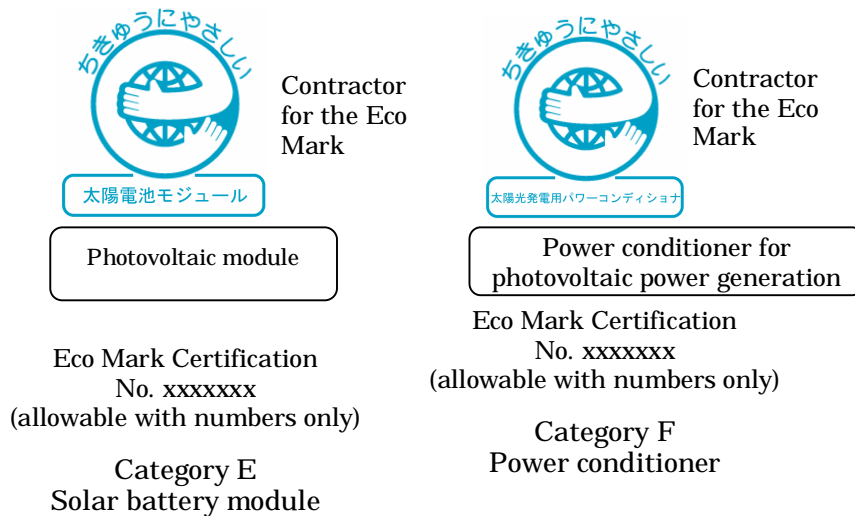 ちきゅうにやさしい
Contractor
for the Eco
Mark
太陽電池モジュール
Photovoltaic module
Eco Mark Certification
No. xxxxxxx
(allowable with numbers only)
Category E
Solar battery module
ちきゅうにやさしい
Contractor
for the Eco
Mark
太陽光発電用パワーコンディショナ
Power conditioner for
photovoltaic power generation
Eco Mark Certification
No. xxxxxxx
(allowable with numbers only)
Category F
Power conditioner